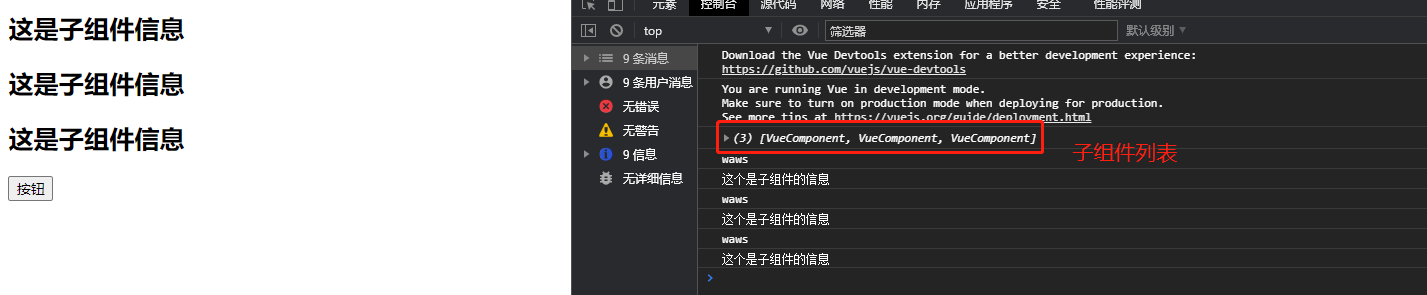 这是子组件信息
这是子组件信息
这是子组件信息
按钮
元素 控制台 源代码 网络 性能 内存 应用程序 安全 性能评测
top 筛选器 默认级别
9 条消息
9 条用户消息
无错误
无警告
9 信息
无详细信息
Download the Vue Devtools extension for a better development experience:
https://github.com/vuejs/vue-devtools
You are running Vue in development mode.
Make sure to turn on production mode when deploying for production.
See more tips at https://vuejs.org/guide/deployment.html
(3) [VueComponent, VueComponent, VueComponent]
子组件列表
waws
这个是子组件的信息
waws
这个是子组件的信息
waws
这个是子组件的信息